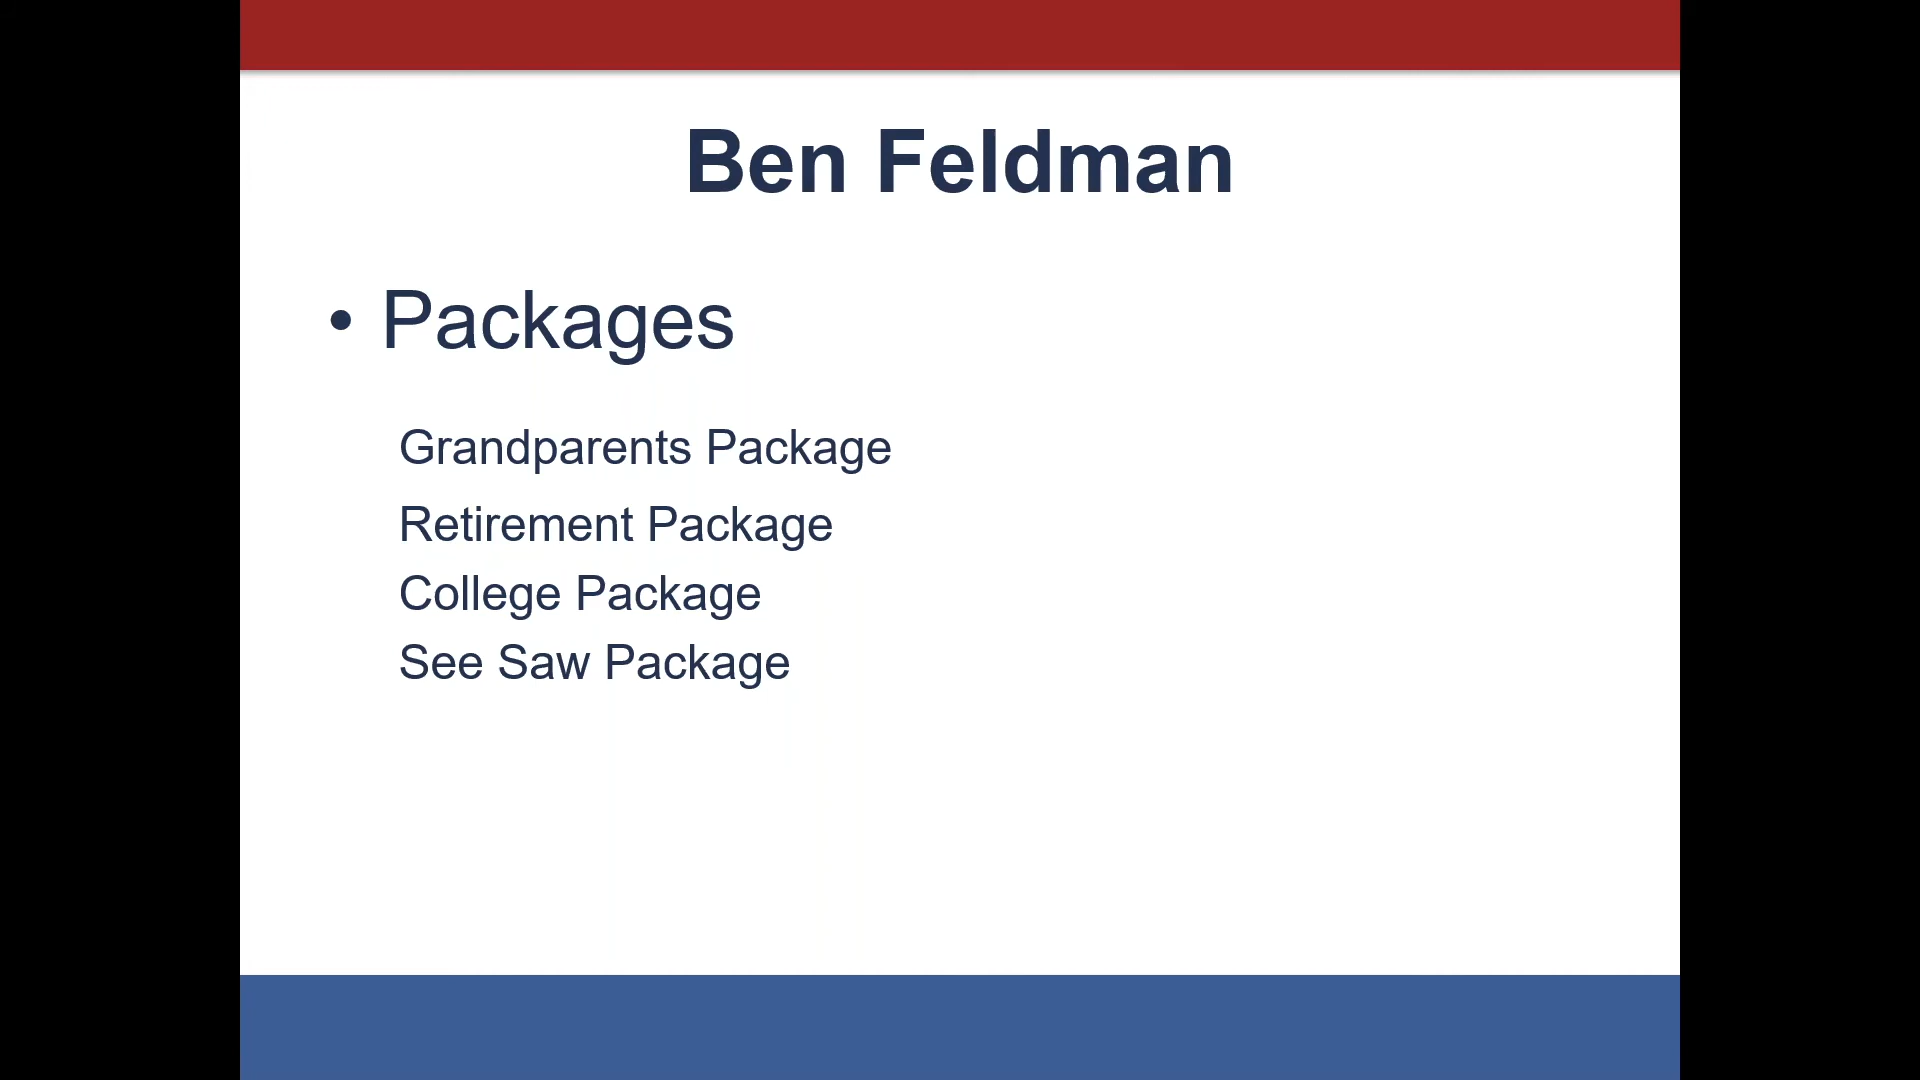 Ben Feldman
• Packages
Grandparents Package
Retirement Package
College Package
See Saw Package